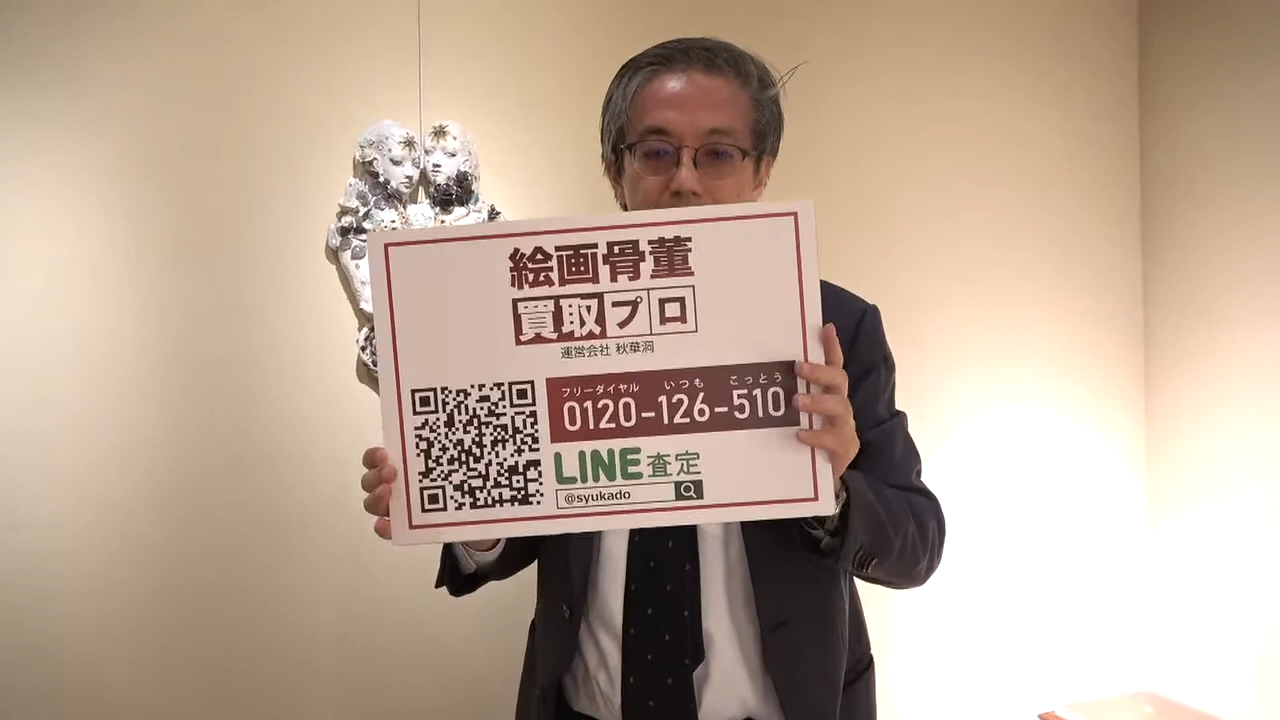 絵画骨董
買取プロ
運営会社 秋華洞
フリーダイヤル いつも こっとう
0120-126-510
LINE査定
@syukado